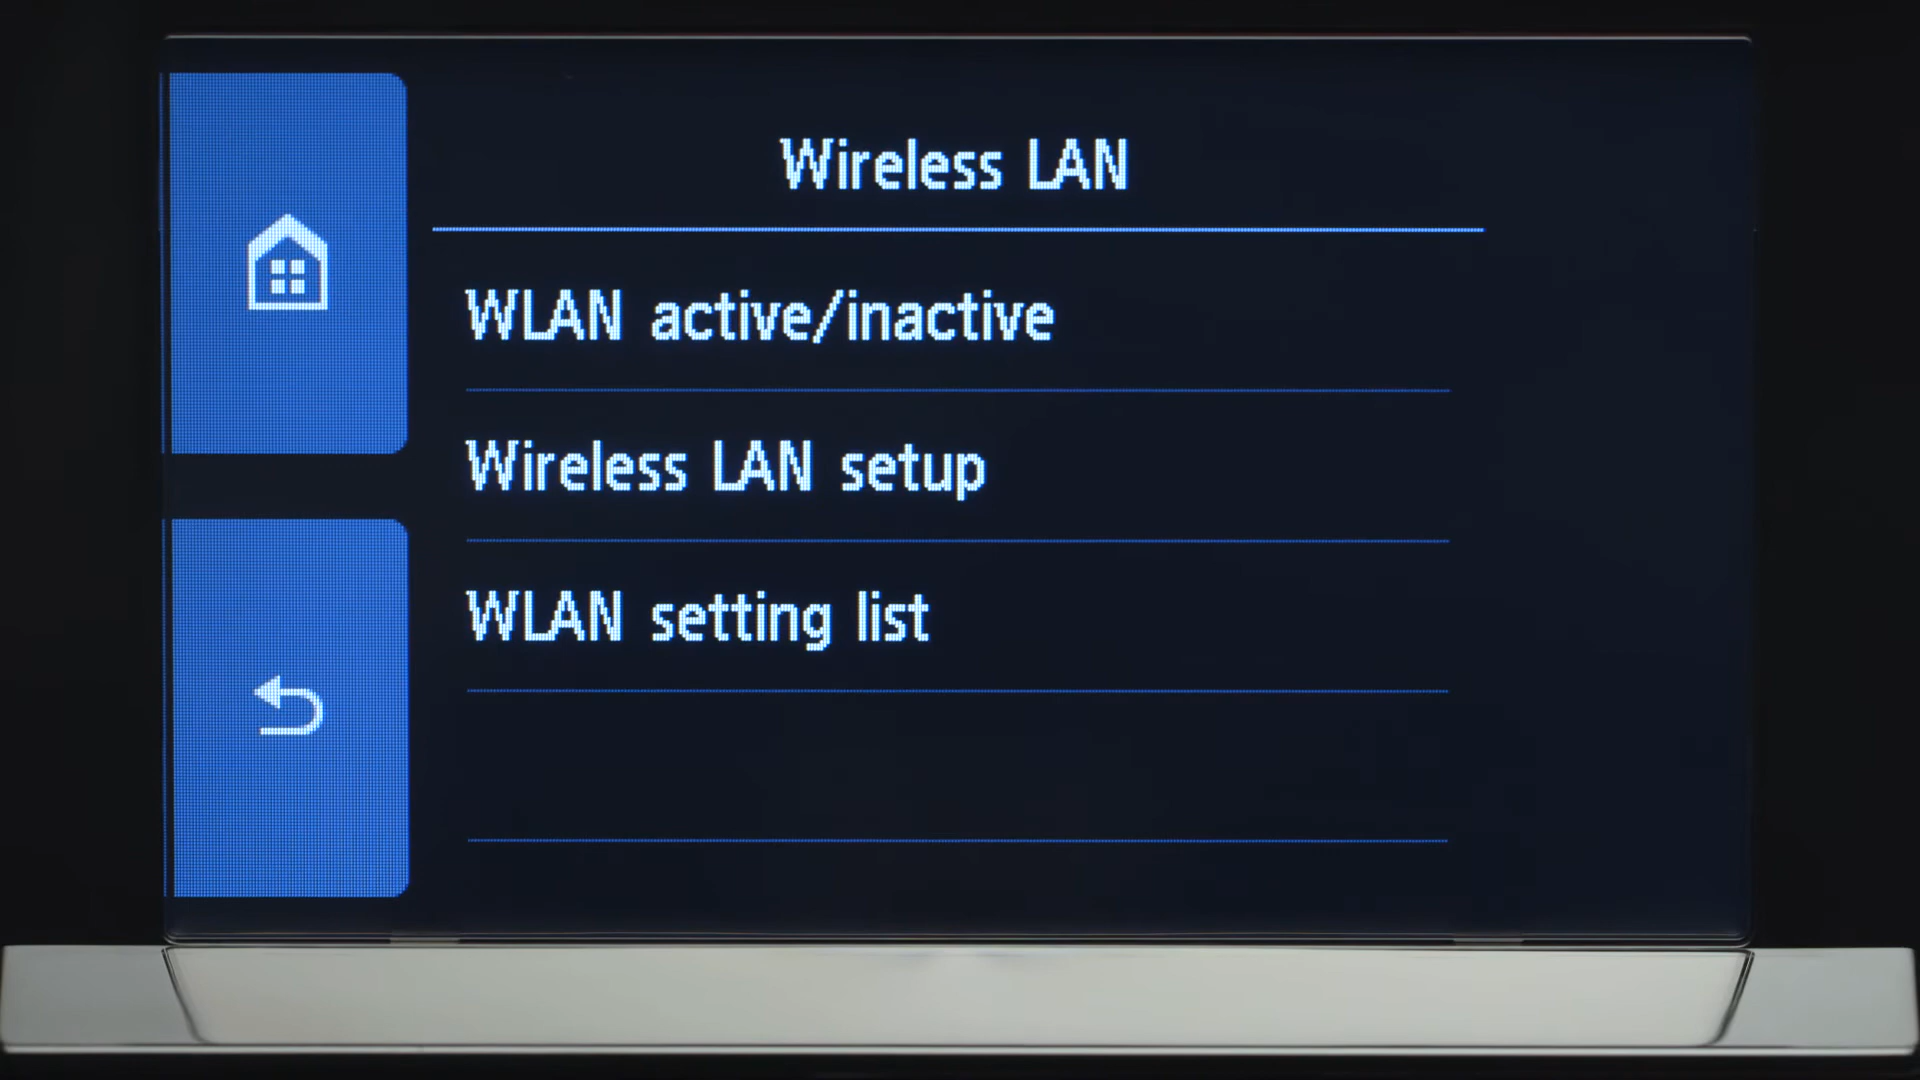 Wireless LAN
WLAN active/inactive
Wireless LAN setup
WLAN setting list